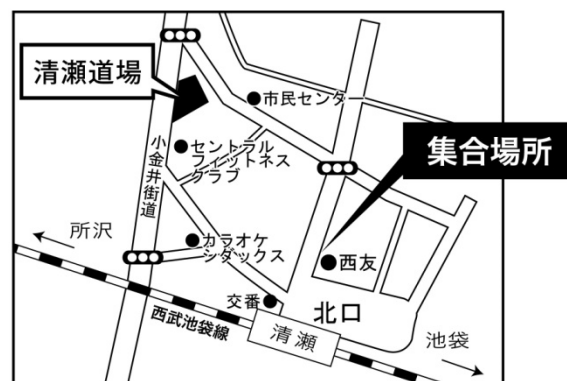 清瀬道場
市民センター
セントラル
フィットネス
クラブ
小金井街道
集合場所
所沢
カラオケ
シダックス
西友
交番
北口
西武池袋線
清瀬
池袋